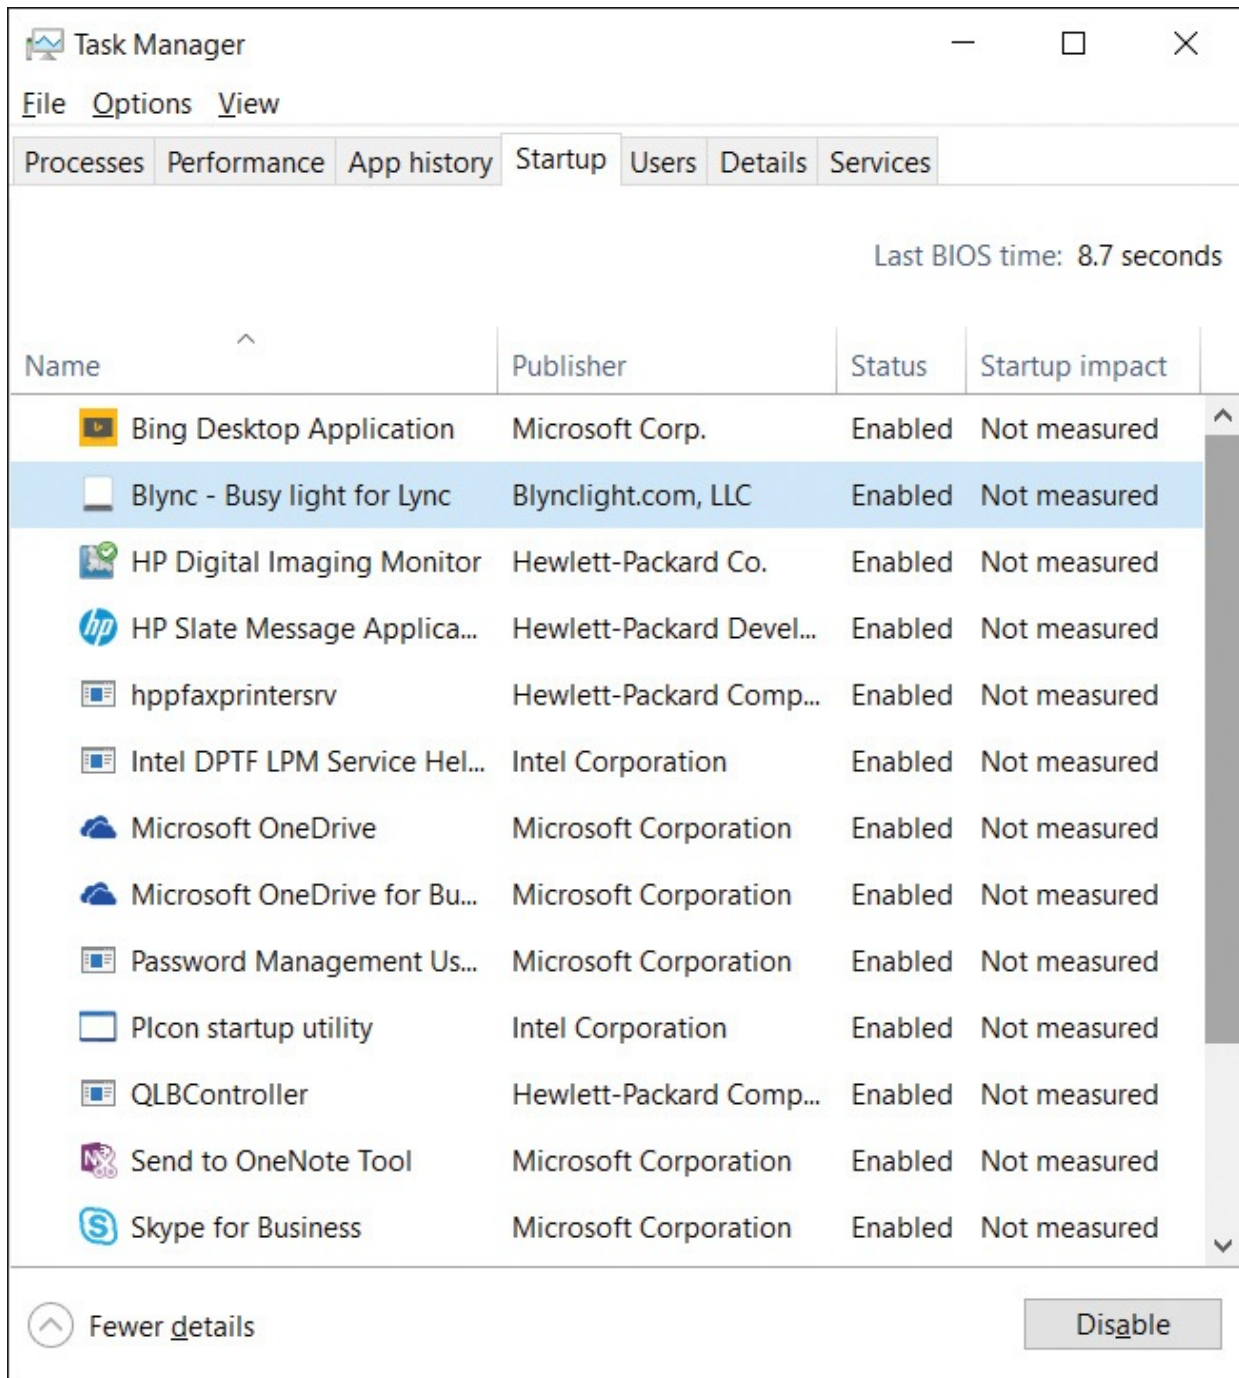 Task Manager
File Options View
Processes Performance App history Startup Users Details Services
Last BIOS time: 8.7 seconds
Name Publisher Status Startup impact
Bing Desktop Application Microsoft Corp. Enabled Not measured
Blync - Busy light for Lync Blynclight.com, LLC Enabled Not measured
HP Digital Imaging Monitor Hewlett-Packard Co. Enabled Not measured
hp HP Slate Message Applica... Hewlett-Packard Devel... Enabled Not measured
hppfaxprintersrv Hewlett-Packard Comp... Enabled Not measured
Intel DPTF LPM Service Hel... Intel Corporation Enabled Not measured
Microsoft OneDrive Microsoft Corporation Enabled Not measured
Microsoft OneDrive for Bu... Microsoft Corporation Enabled Not measured
Password Management Us... Microsoft Corporation Enabled Not measured
PIcon startup utility Intel Corporation Enabled Not measured
QLBController Hewlett-Packard Comp... Enabled Not measured
Send to OneNote Tool Microsoft Corporation Enabled Not measured
S Skype for Business Microsoft Corporation Enabled Not measured
Fewer details Disable